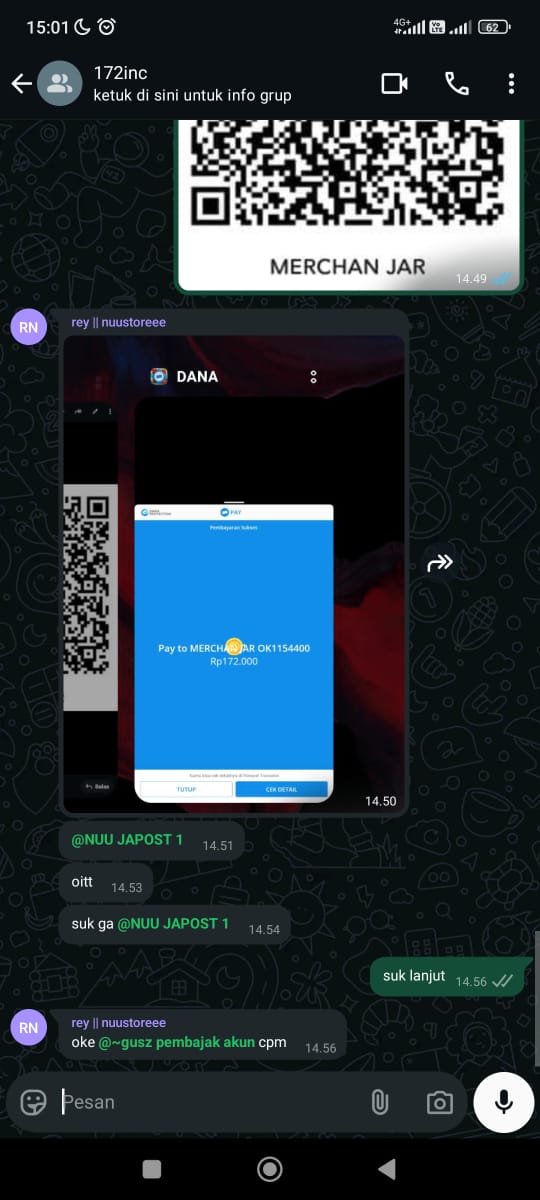 15:01
4G+
Vo
LTE
62
172inc
ketuk di sini untuk info grup
MERCHAN JAR
14.49
RN
rey || nuustoreee
DANA
PAY
Pembayaran Sukses
Pay to MERCHAN JAR OK1154400
Rp172.000
TUTUP
CEK DETAIL
Balas
14.50
@NUU JAPOST 1 14.51
oitt 14.53
suk ga @NUU JAPOST 1 14.54
suk lanjut 14.56
RN
rey || nuustoreee
oke @~gusz pembajak akun cpm 14.56
Pesan